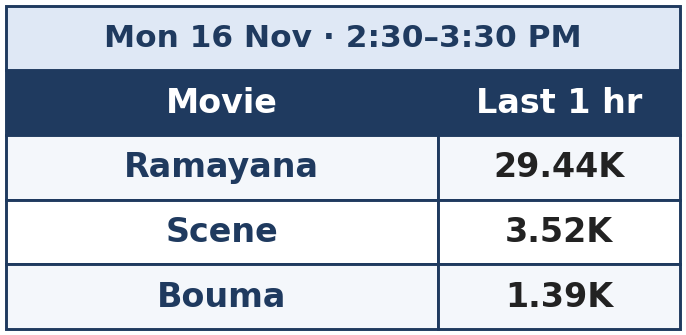 Mon 16 Nov · 2:30–3:30 PM
Movie Last 1 hr
Ramayana 29.44K
Scene 3.52K
Bouma 1.39K